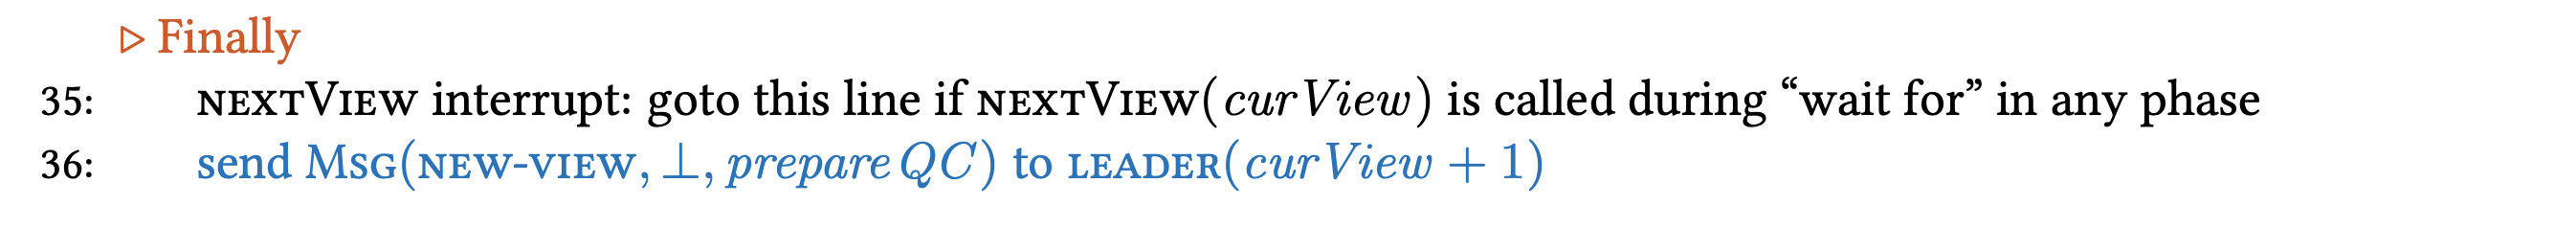 ▷ Finally
35: NEXTVIEW interrupt: goto this line if NEXTVIEW(curView) is called during “wait for” in any phase
36: send MSG(NEW-VIEW, ⊥, prepareQC) to LEADER(curView + 1)